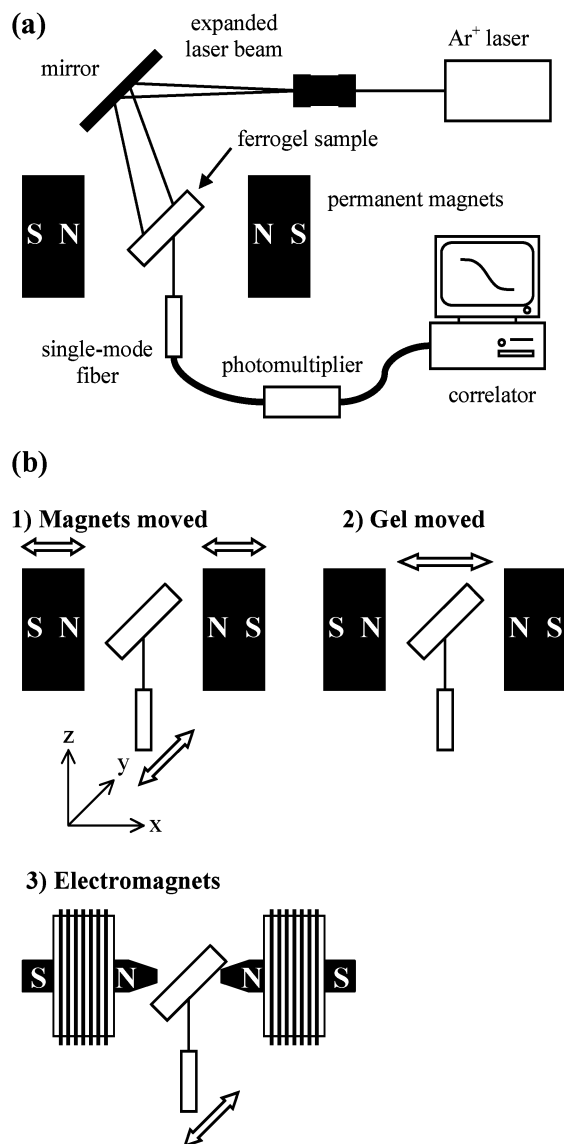 (a)
expanded
laser beam
Ar+ laser
mirror
ferrogel sample
permanent magnets
S N
N S
single-mode
fiber
photomultiplier
correlator
(b)
1) Magnets moved
2) Gel moved
S N
N S
S N
N S
z
y
x
3) Electromagnets
S
N
N
S